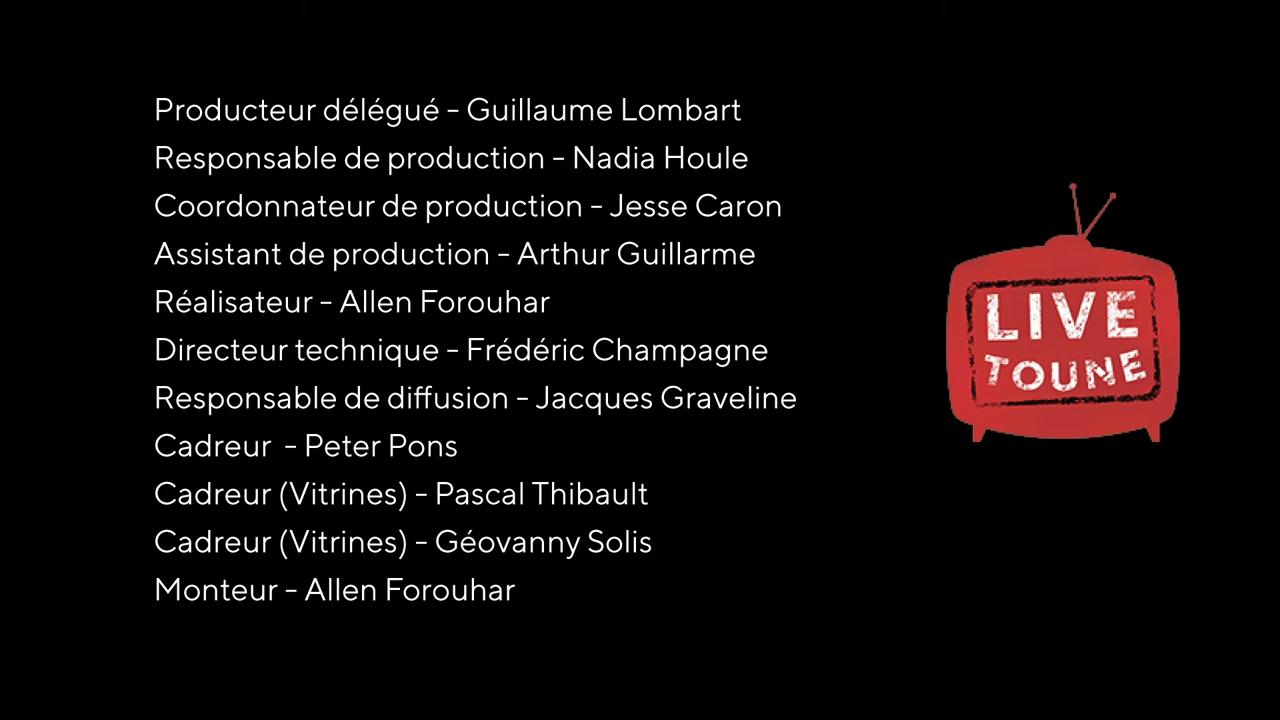 Producteur délégué - Guillaume Lombart
Responsable de production - Nadia Houle
Coordonnateur de production - Jesse Caron
Assistant de production - Arthur Guillarme
Réalisateur - Allen Forouhar
Directeur technique - Frédéric Champagne
Responsable de diffusion - Jacques Graveline
Cadreur - Peter Pons
Cadreur (Vitrines) - Pascal Thibault
Cadreur (Vitrines) - Géovanny Solis
Monteur - Allen Forouhar
LIVE
TOUNE